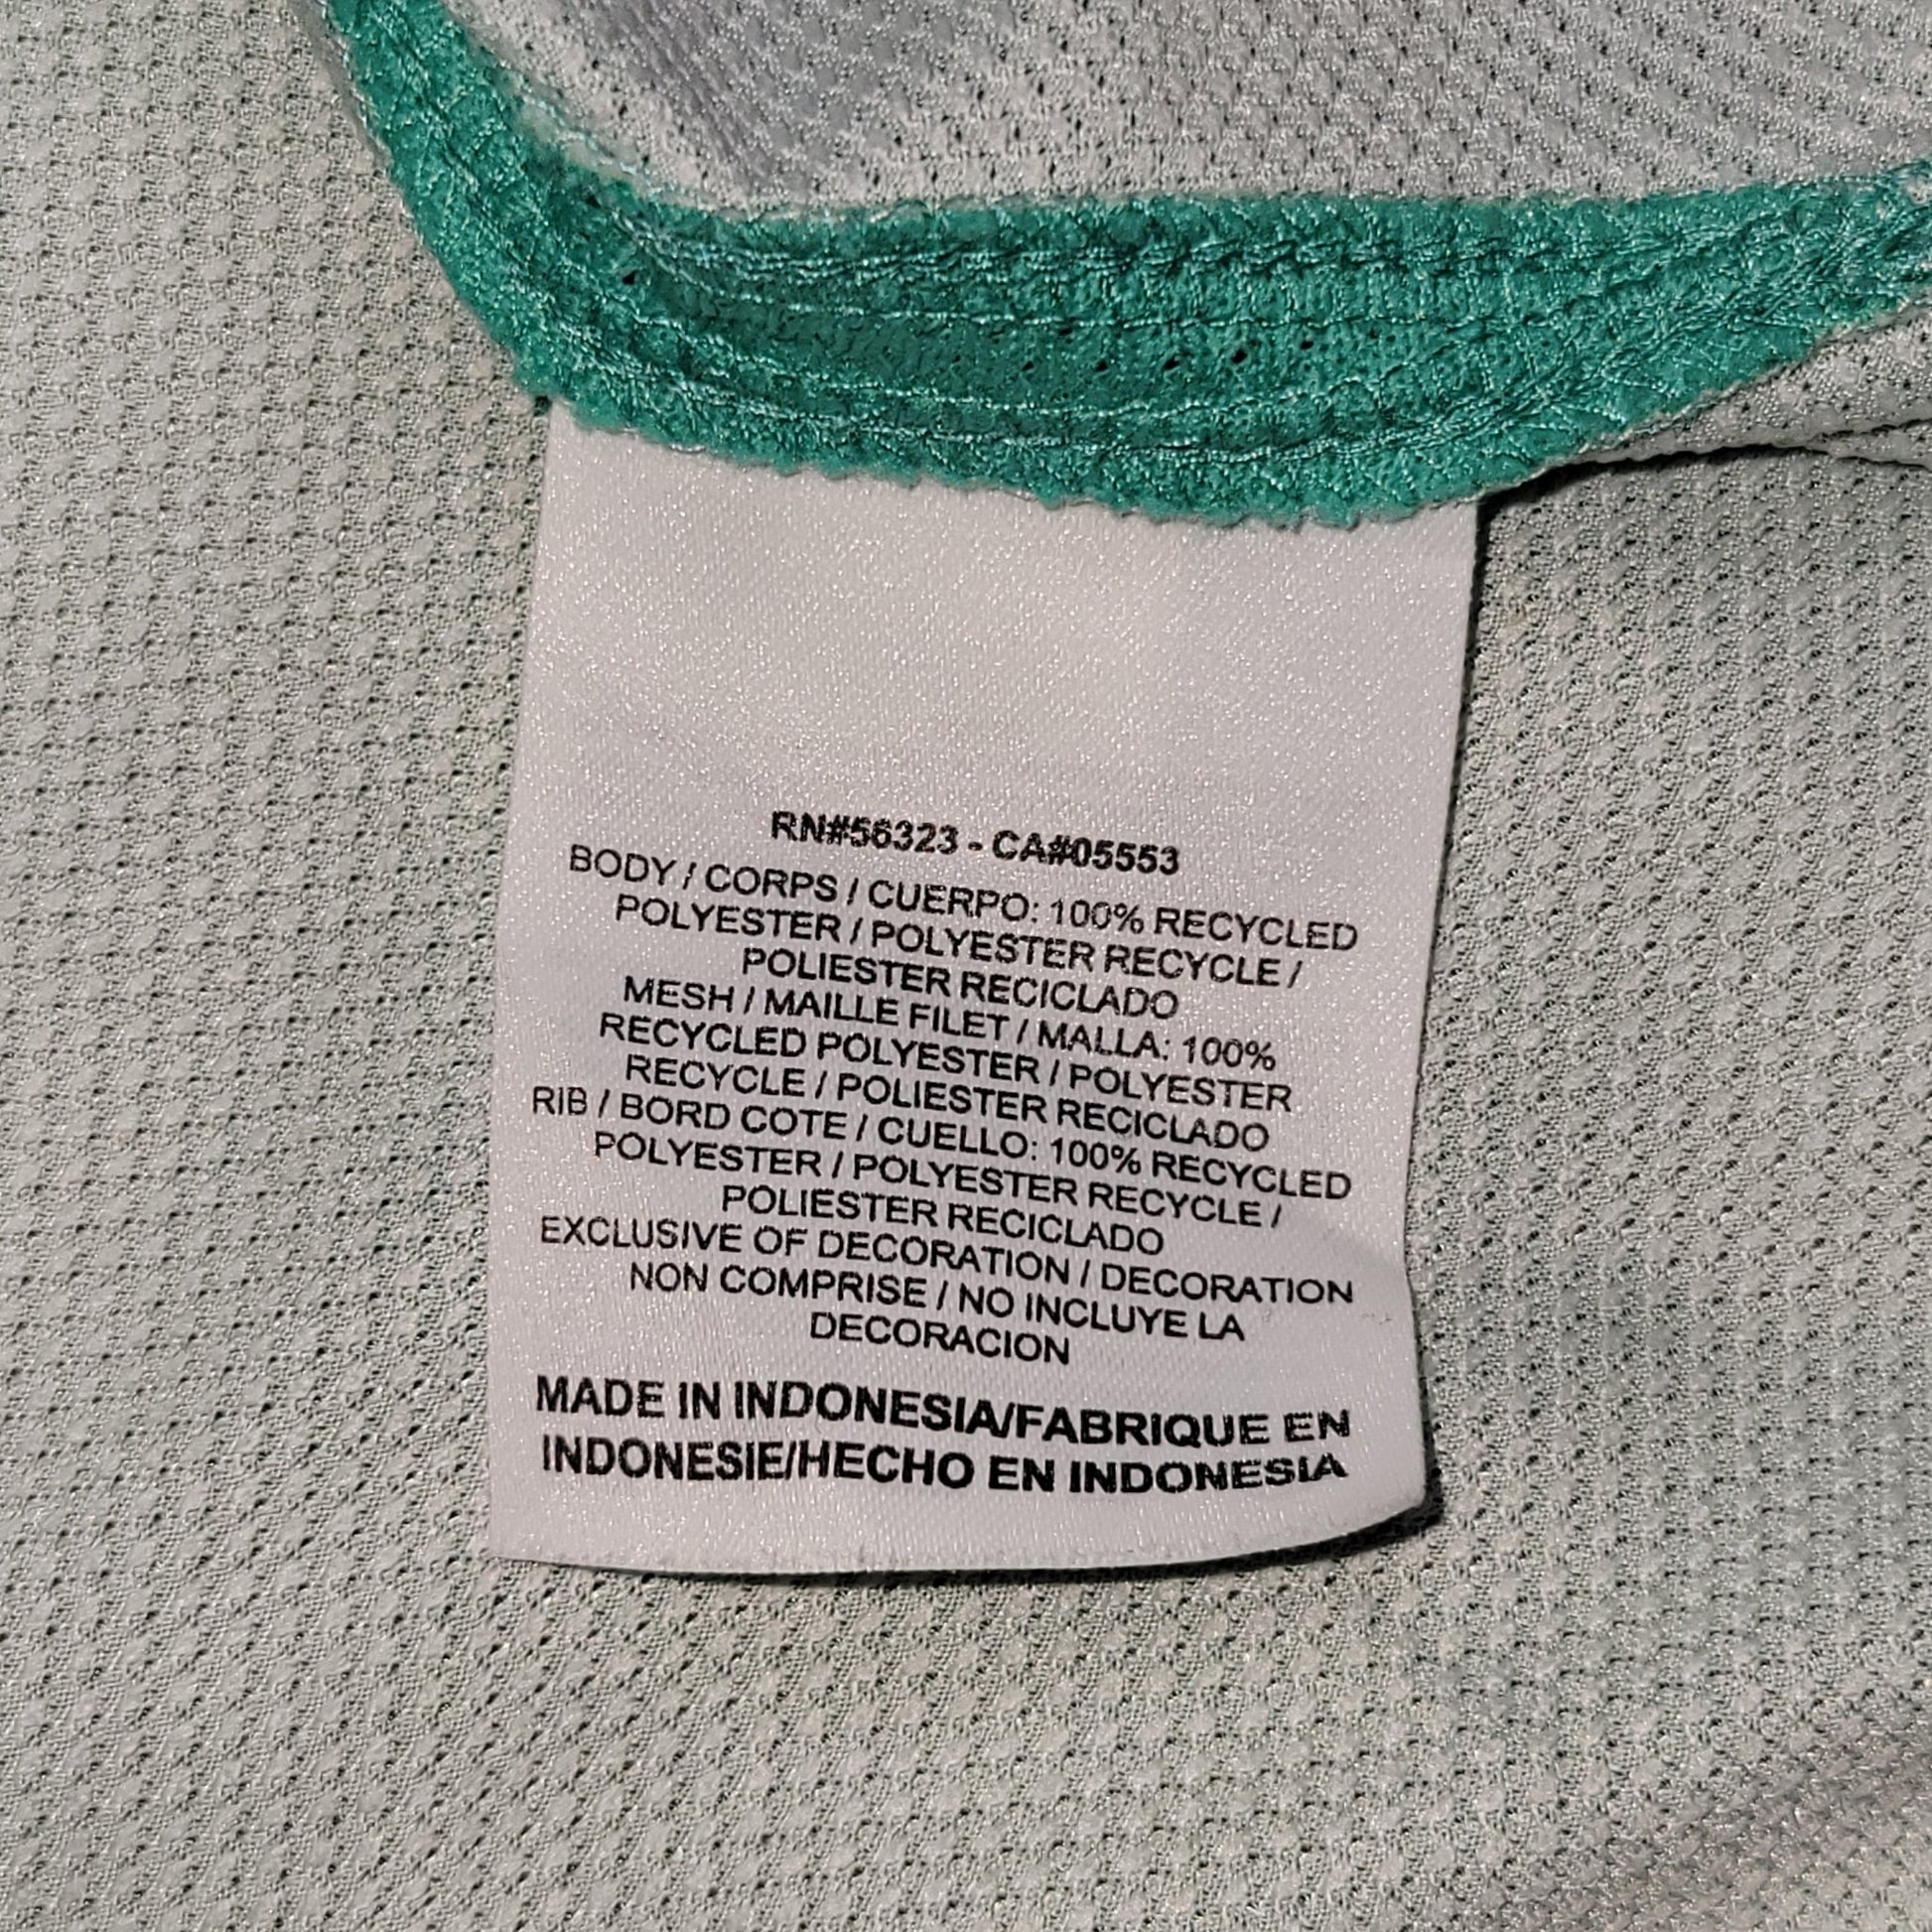 RN#56323 - CA#05553
BODY / CORPS / CUERPO: 100% RECYCLED
POLYESTER / POLYESTER RECYCLE /
POLIESTER RECICLADO
MESH / MAILLE FILET / MALLA: 100%
RECYCLED POLYESTER / POLYESTER
RECYCLE / POLIESTER RECICLADO
RIB / BORD COTE / CUELLO: 100% RECYCLED
POLYESTER / POLYESTER RECYCLE /
POLIESTER RECICLADO
EXCLUSIVE OF DECORATION / DECORATION
NON COMPRISE / NO INCLUYE LA
DECORACION
MADE IN INDONESIA/FABRIQUE EN
INDONESIE/HECHO EN INDONESIA